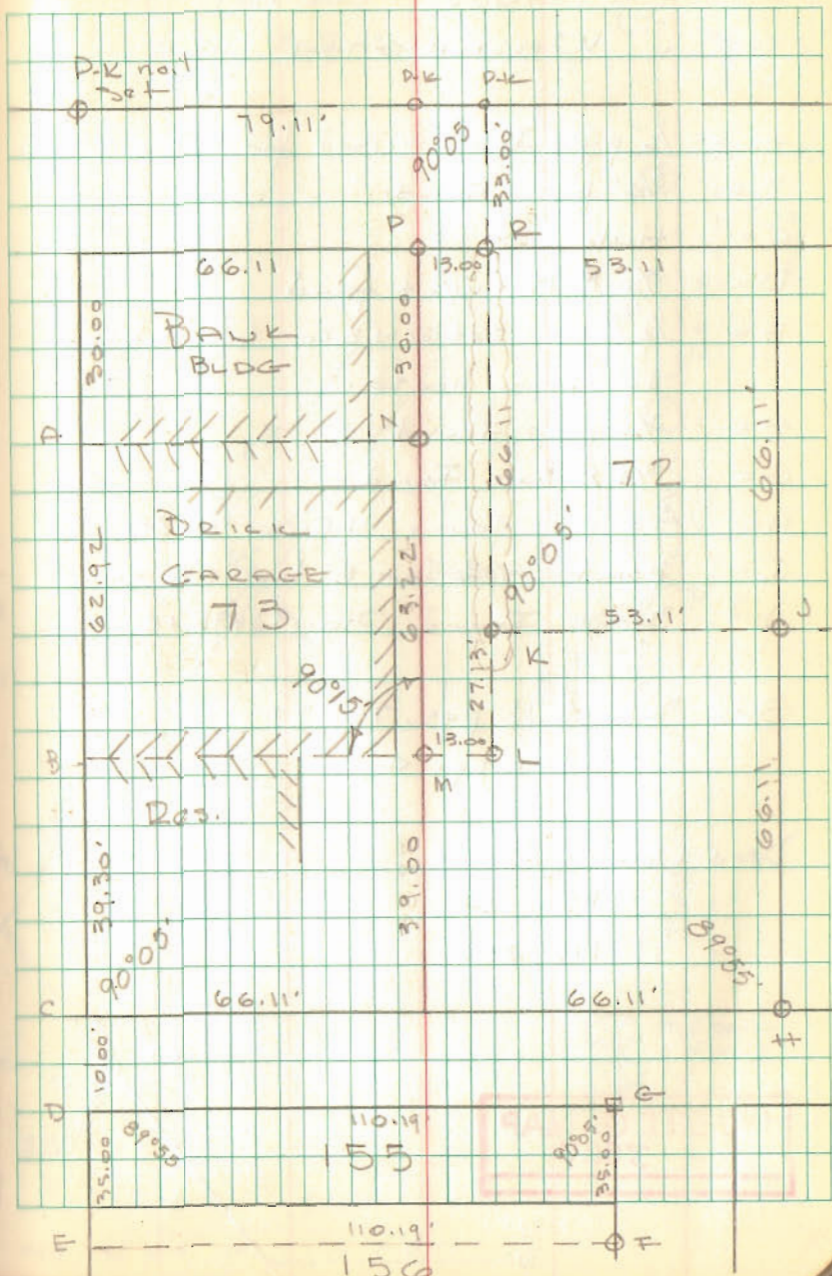 P-K nail set
P-K
P-K
79.11'
90°05'
33.00'
P
R
66.11
13.00
53.11
30.00
BANK
BLDG
30.00
A
N
66.11
66.11'
72
BRICK
GARAGE
73
62.92
63.22
90°05'
53.11'
J
K
27.13'
90°15'
B
13.00
L
M
Res.
39.30'
39.00
66.11
90°05'
89°55'
C
66.11'
66.11'
H
10.00'
D
G
89°55
110.19
155
90°05'
35.00
35.00
E
110.19'
F
156